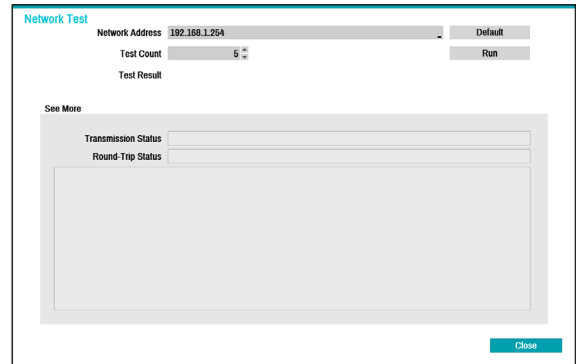 Network Test
Network Address 192.168.1.254 Default
Test Count 5 Run
Test Result
See More
Transmission Status
Round-Trip Status
Close